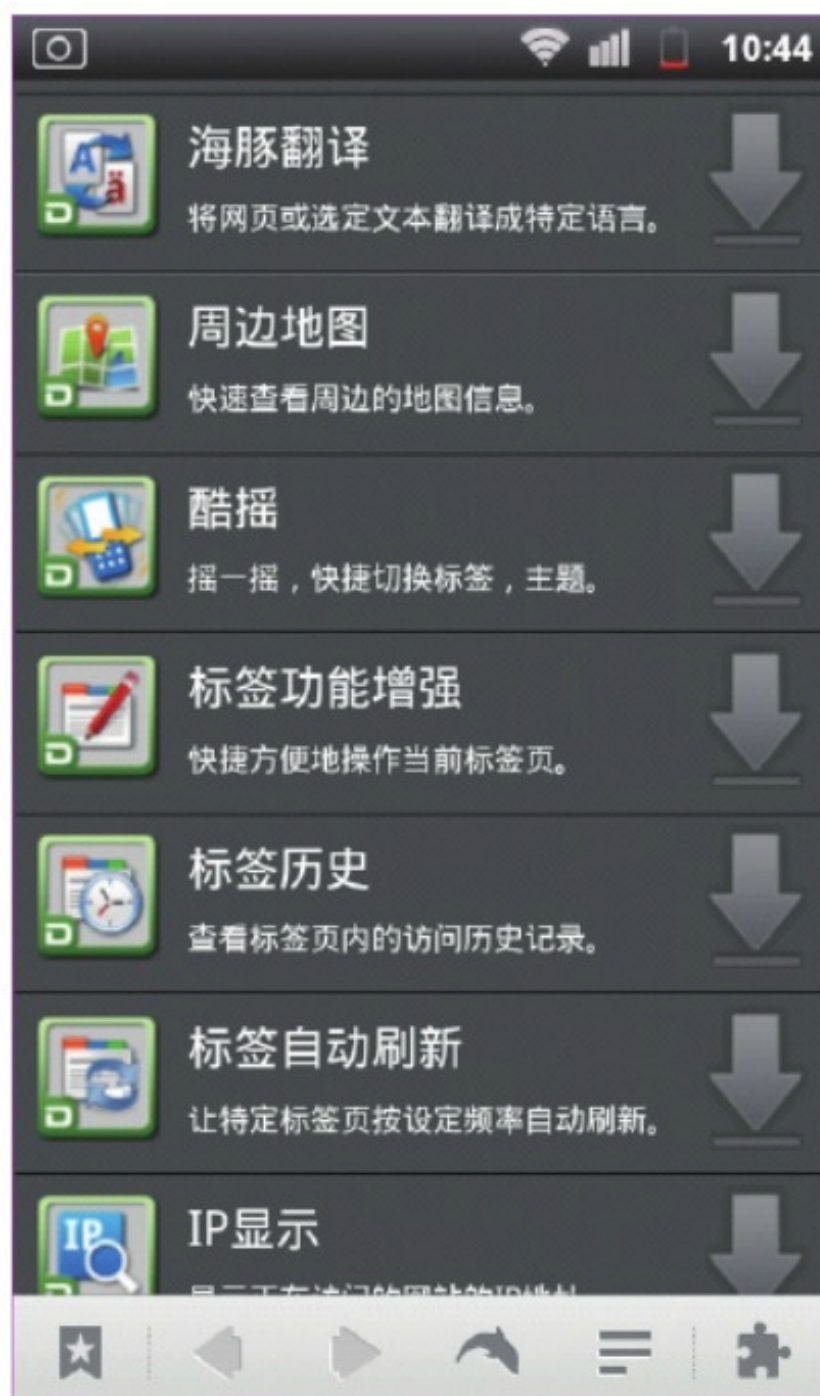 10:44
海豚翻译
将网页或选定文本翻译成特定语言。
周边地图
快速查看周边的地图信息。
酷摇
摇一摇，快捷切换标签，主题。
标签功能增强
快捷方便地操作当前标签页。
标签历史
查看标签页内的访问历史记录。
标签自动刷新
让特定标签页按设定频率自动刷新。
IP
IP显示